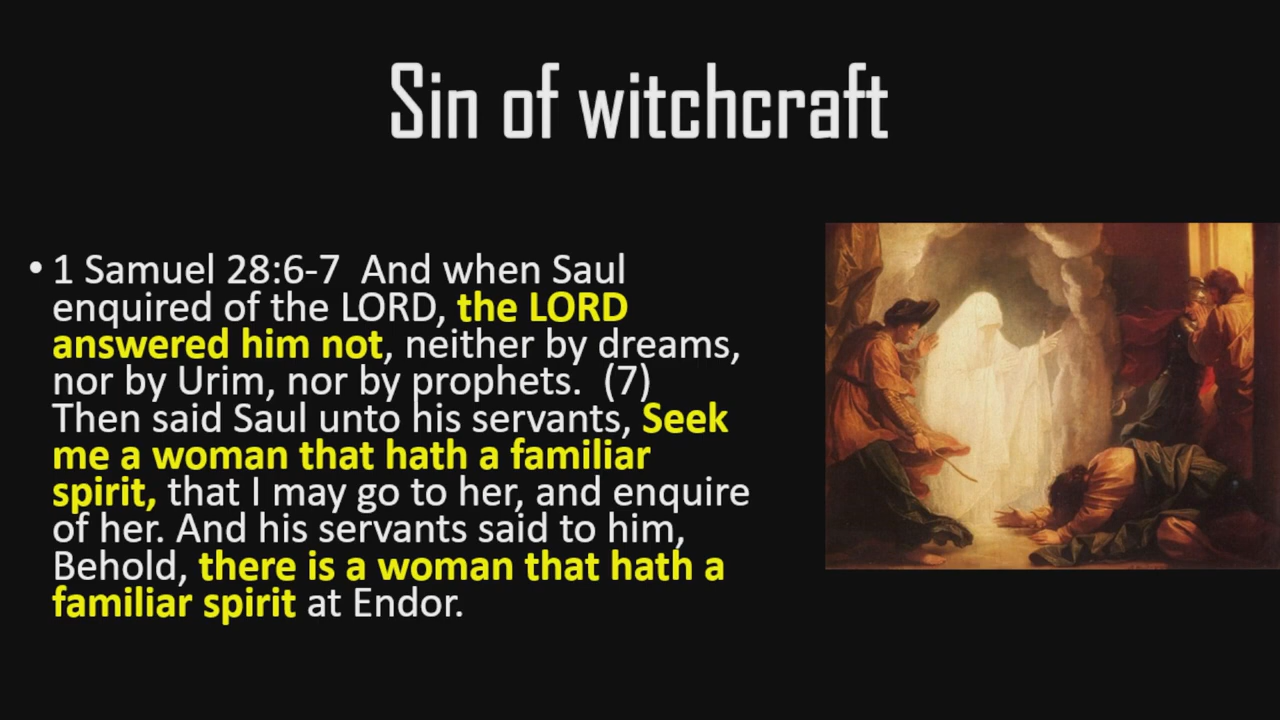 Sin of witchcraft
• 1 Samuel 28:6-7  And when Saul
enquired of the LORD, the LORD
answered him not, neither by dreams,
nor by Urim, nor by prophets.  (7)
Then said Saul unto his servants, Seek
me a woman that hath a familiar
spirit, that I may go to her, and enquire
of her. And his servants said to him,
Behold, there is a woman that hath a
familiar spirit at Endor.